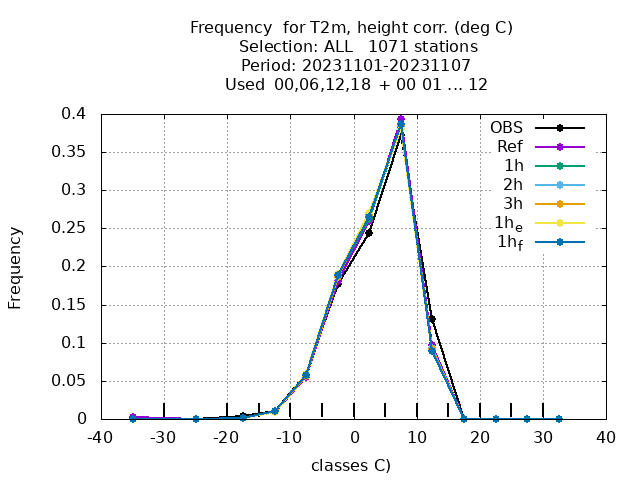 Frequency  for T2m, height corr. (deg C)
Selection: ALL   1071 stations
Period: 20231101-20231107
Used  00,06,12,18  + 00 01 ... 12
0.4
0.35
0.3
0.25
0.2
0.15
0.1
0.05
0
Frequency
OBS
Ref
1h
2h
3h
1h_e
1h_f
-40 -30 -20 -10 0 10 20 30 40
classes C)